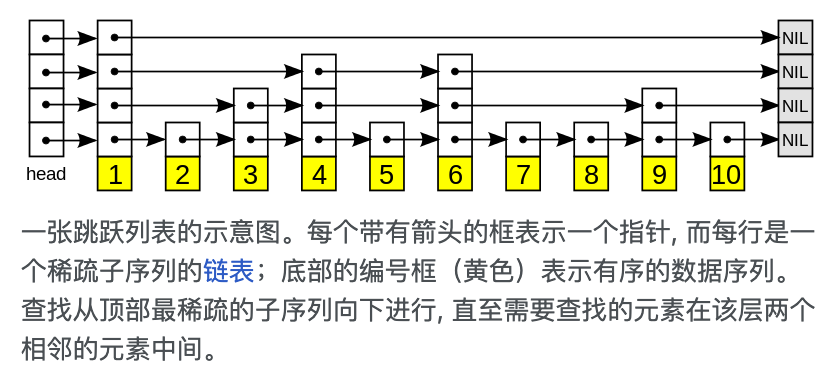 NIL
NIL
NIL
NIL
head
1 2 3 4 5 6 7 8 9 10
一张跳跃列表的示意图。每个带有箭头的框表示一个指针, 而每行是一
个稀疏子序列的链表；底部的编号框（黄色）表示有序的数据序列。
查找从顶部最稀疏的子序列向下进行, 直至需要查找的元素在该层两个
相邻的元素中间。